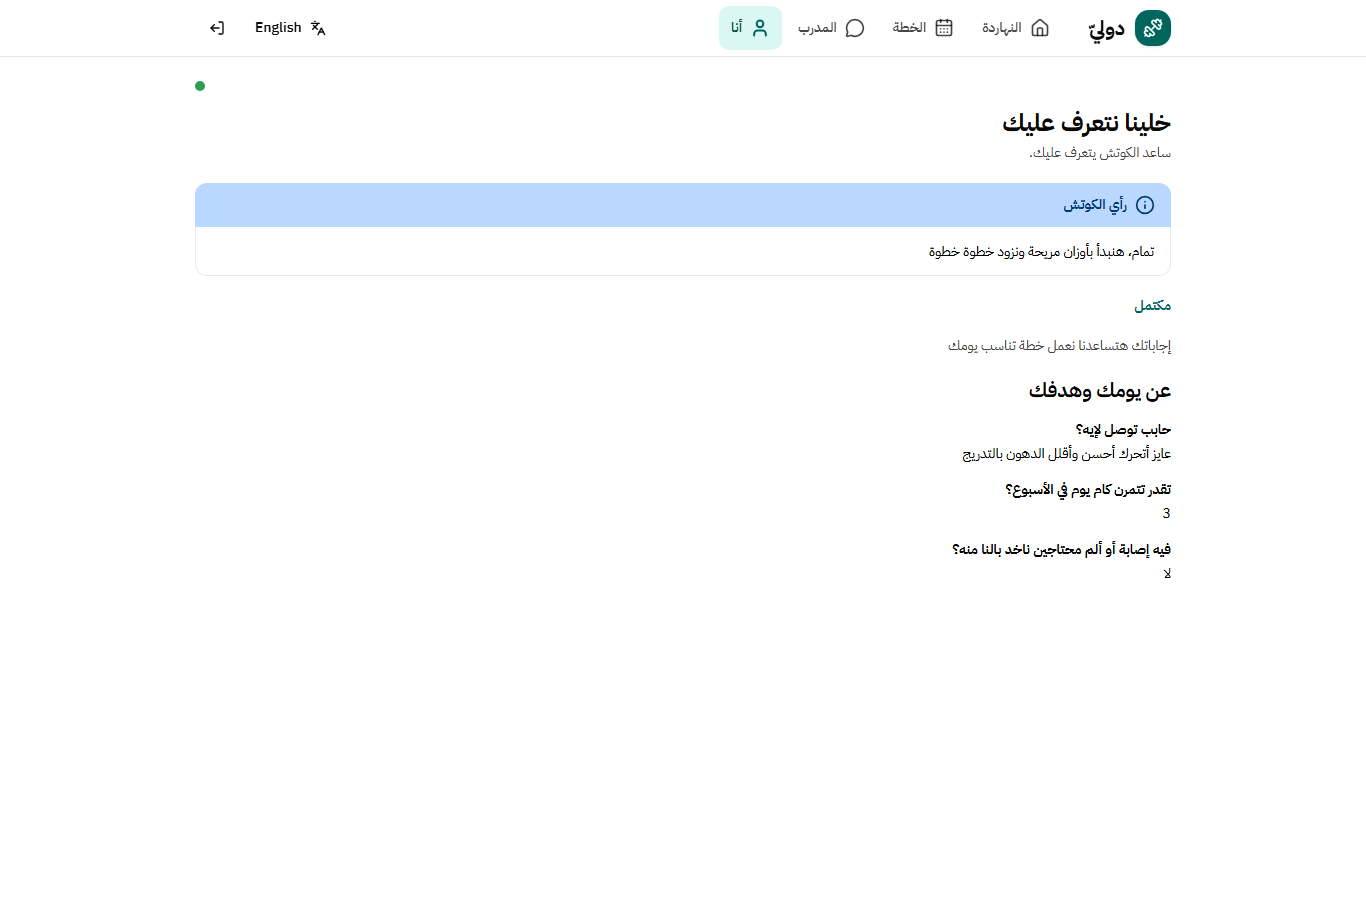 دوليّ
النهاردة
الخطة
المدرب
أنا
English
خلينا نتعرف عليك
ساعد الكوتش يتعرف عليك.
رأي الكوتش
تمام، هنبدأ بأوزان مريحة ونزود خطوة خطوة
مكتمل
إجاباتك هتساعدنا نعمل خطة تناسب يومك
عن يومك وهدفك
حابب توصل لإيه؟
عايز أتحرك أحسن وأقلل الدهون بالتدريج
تقدر تتمرن كام يوم في الأسبوع؟
3
فيه إصابة أو ألم محتاجين ناخد بالنا منه؟
لا